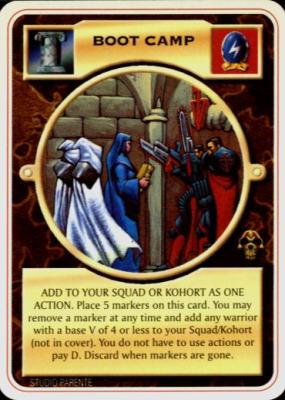 BOOT CAMP
ADD TO YOUR SQUAD OR KOHORT AS ONE
ACTION. Place 5 markers on this card. You may
remove a marker at any time and add any warrior
with a base V of 4 or less to your Squad/Kohort
(not in cover). You do not have to use actions or
pay D. Discard when markers are gone.
STUDIO PARENTE